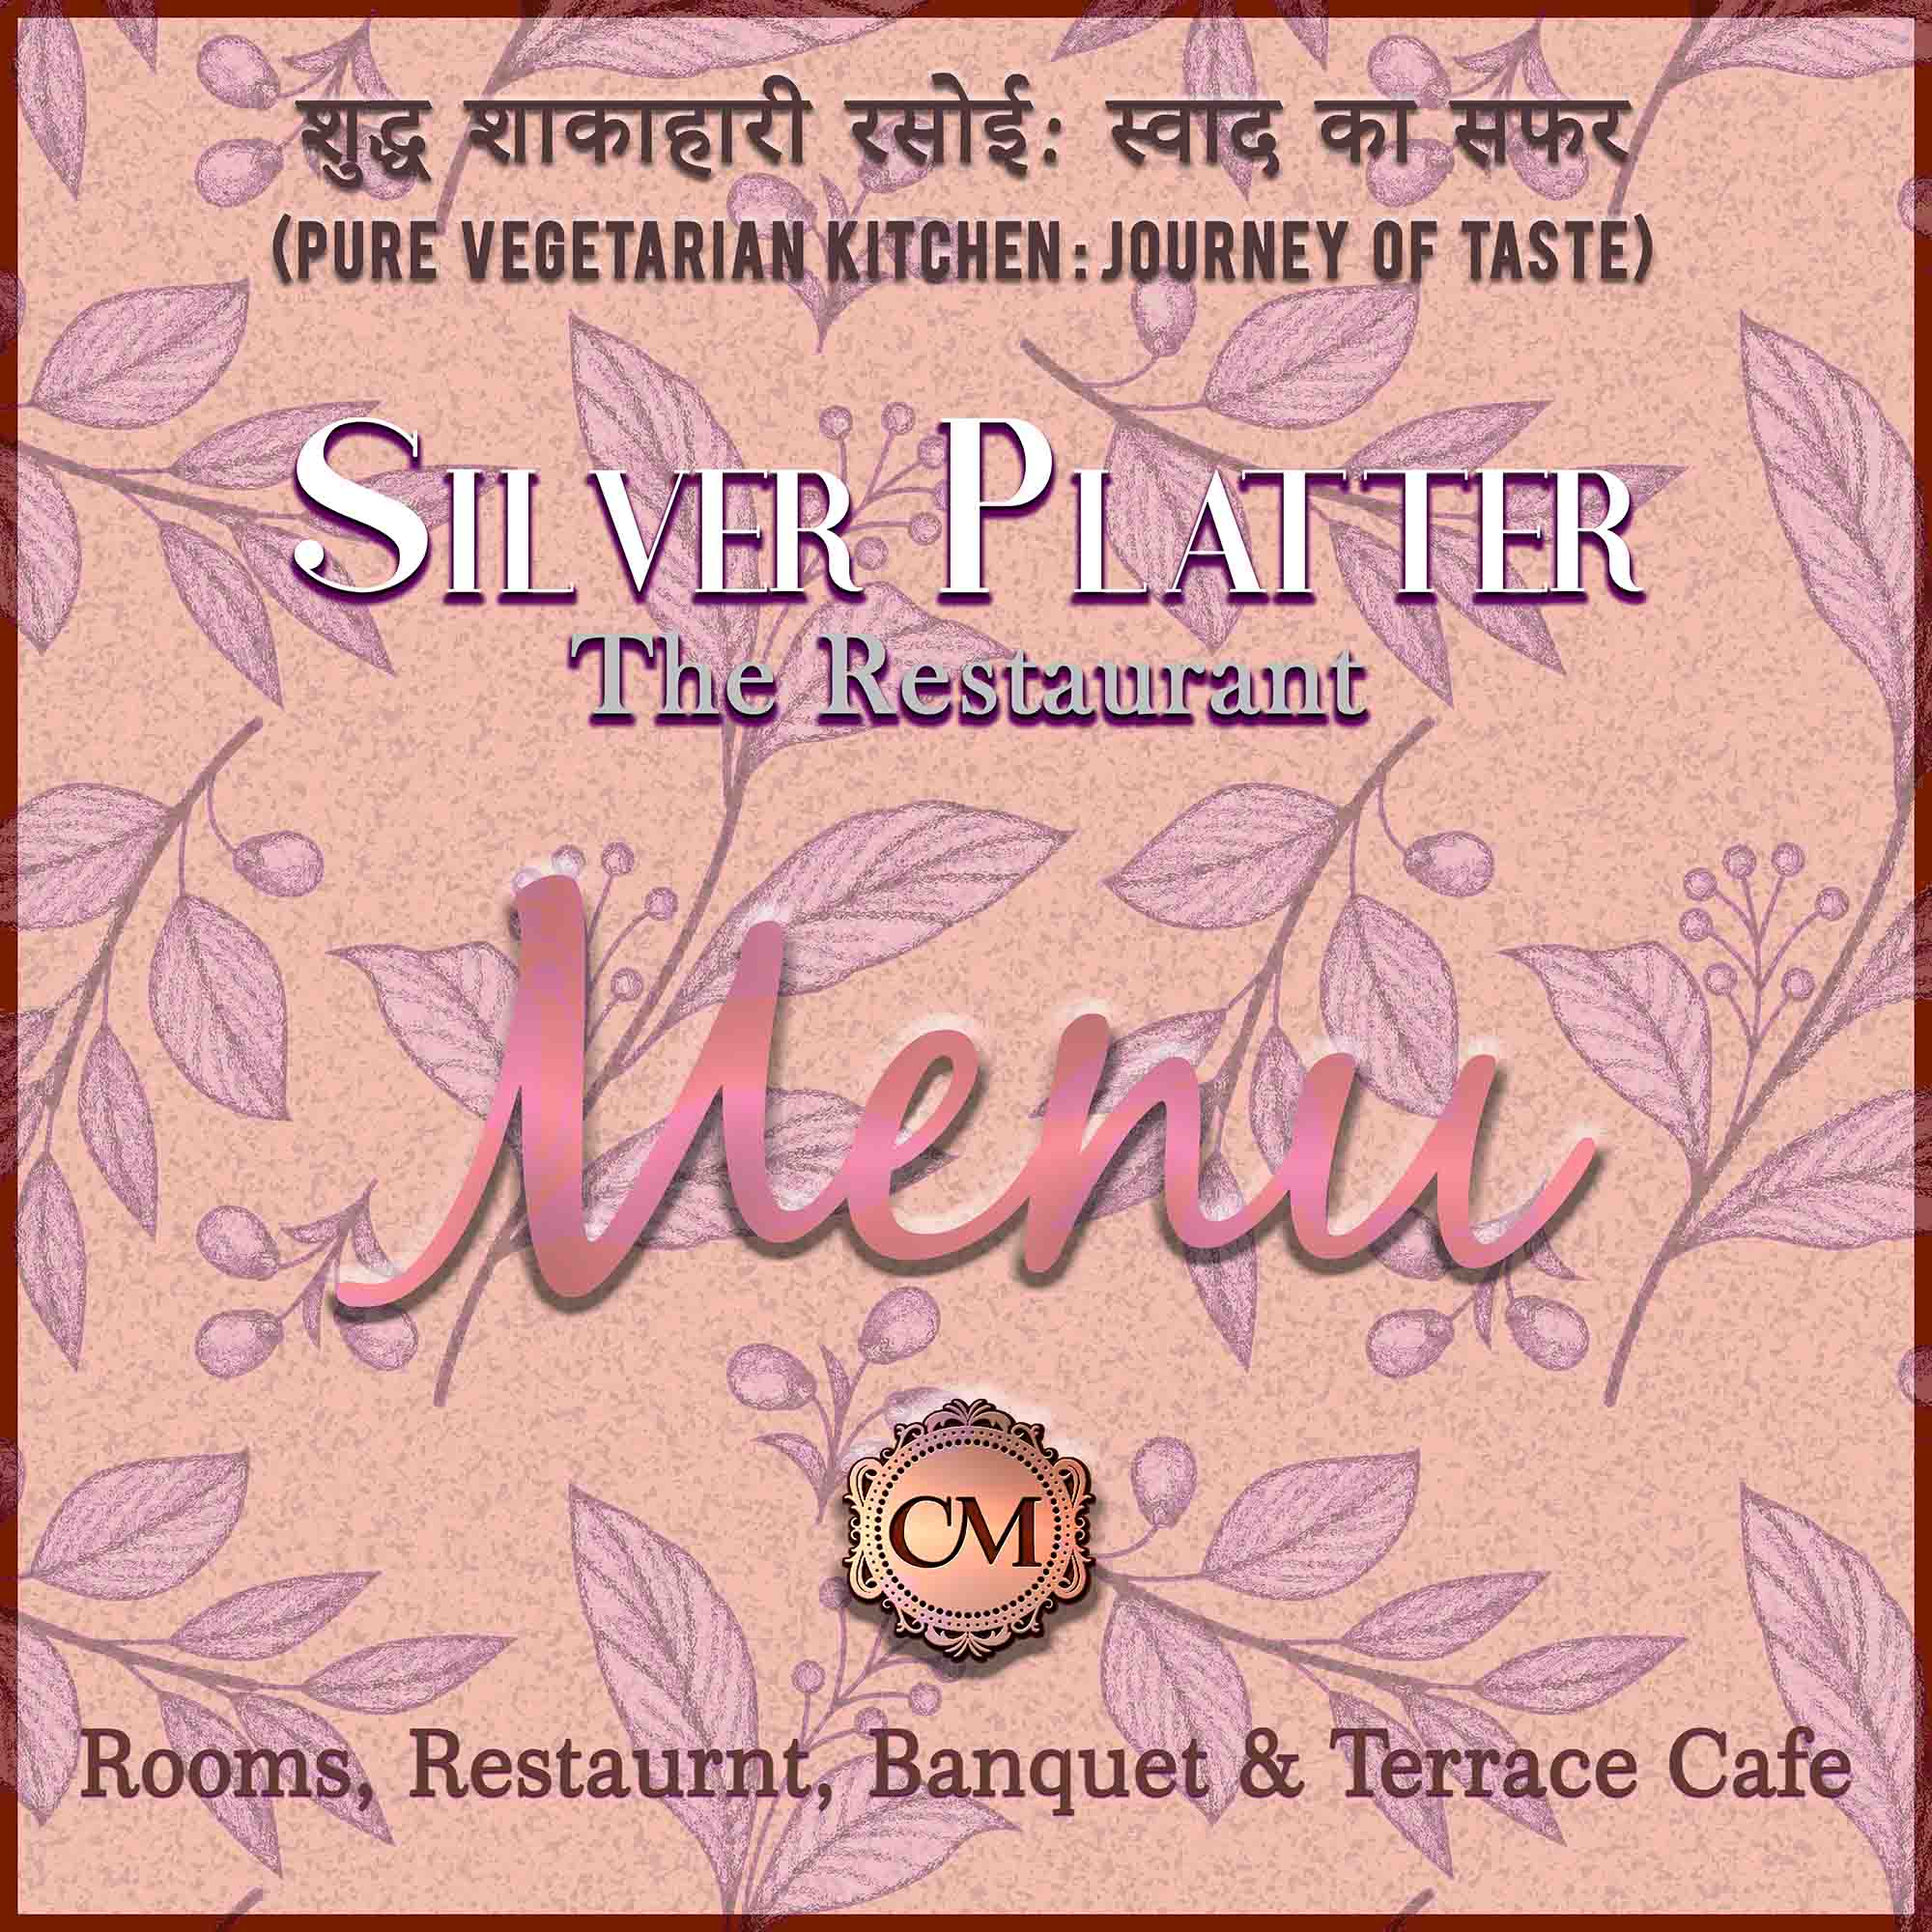 शुद्ध शाकाहारी रसोई: स्वाद का सफर
(PURE VEGETARIAN KITCHEN : JOURNEY OF TASTE)
SILVER PLATTER
The Restaurant
Menu
CM
Rooms, Restaurnt, Banquet & Terrace Cafe